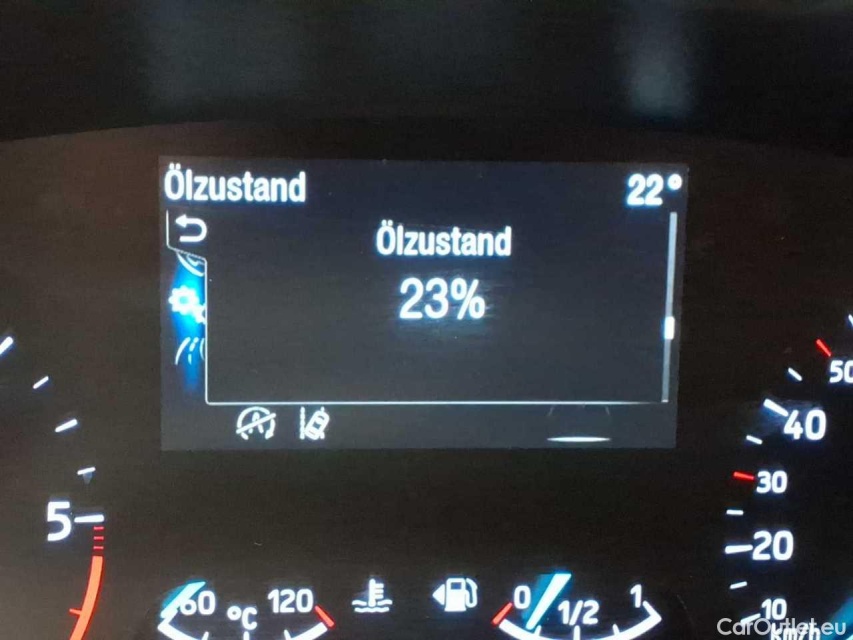 Ölzustand 22°
Ölzustand
23%
50
40
30
20
10
km/h
5
60 °C 120
0 1/2 1
CarOutlet.eu